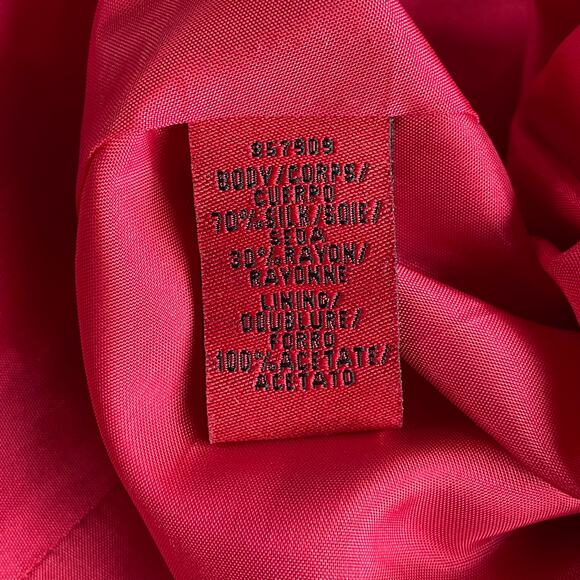 857909
BODY/CORPS/
CUERPO
70%SILK/SOIE/
SEDA
30%RAYON/
RAYONNE
LINING/
DOUBLURE/
FORRO
100%ACETATE/
ACETATO